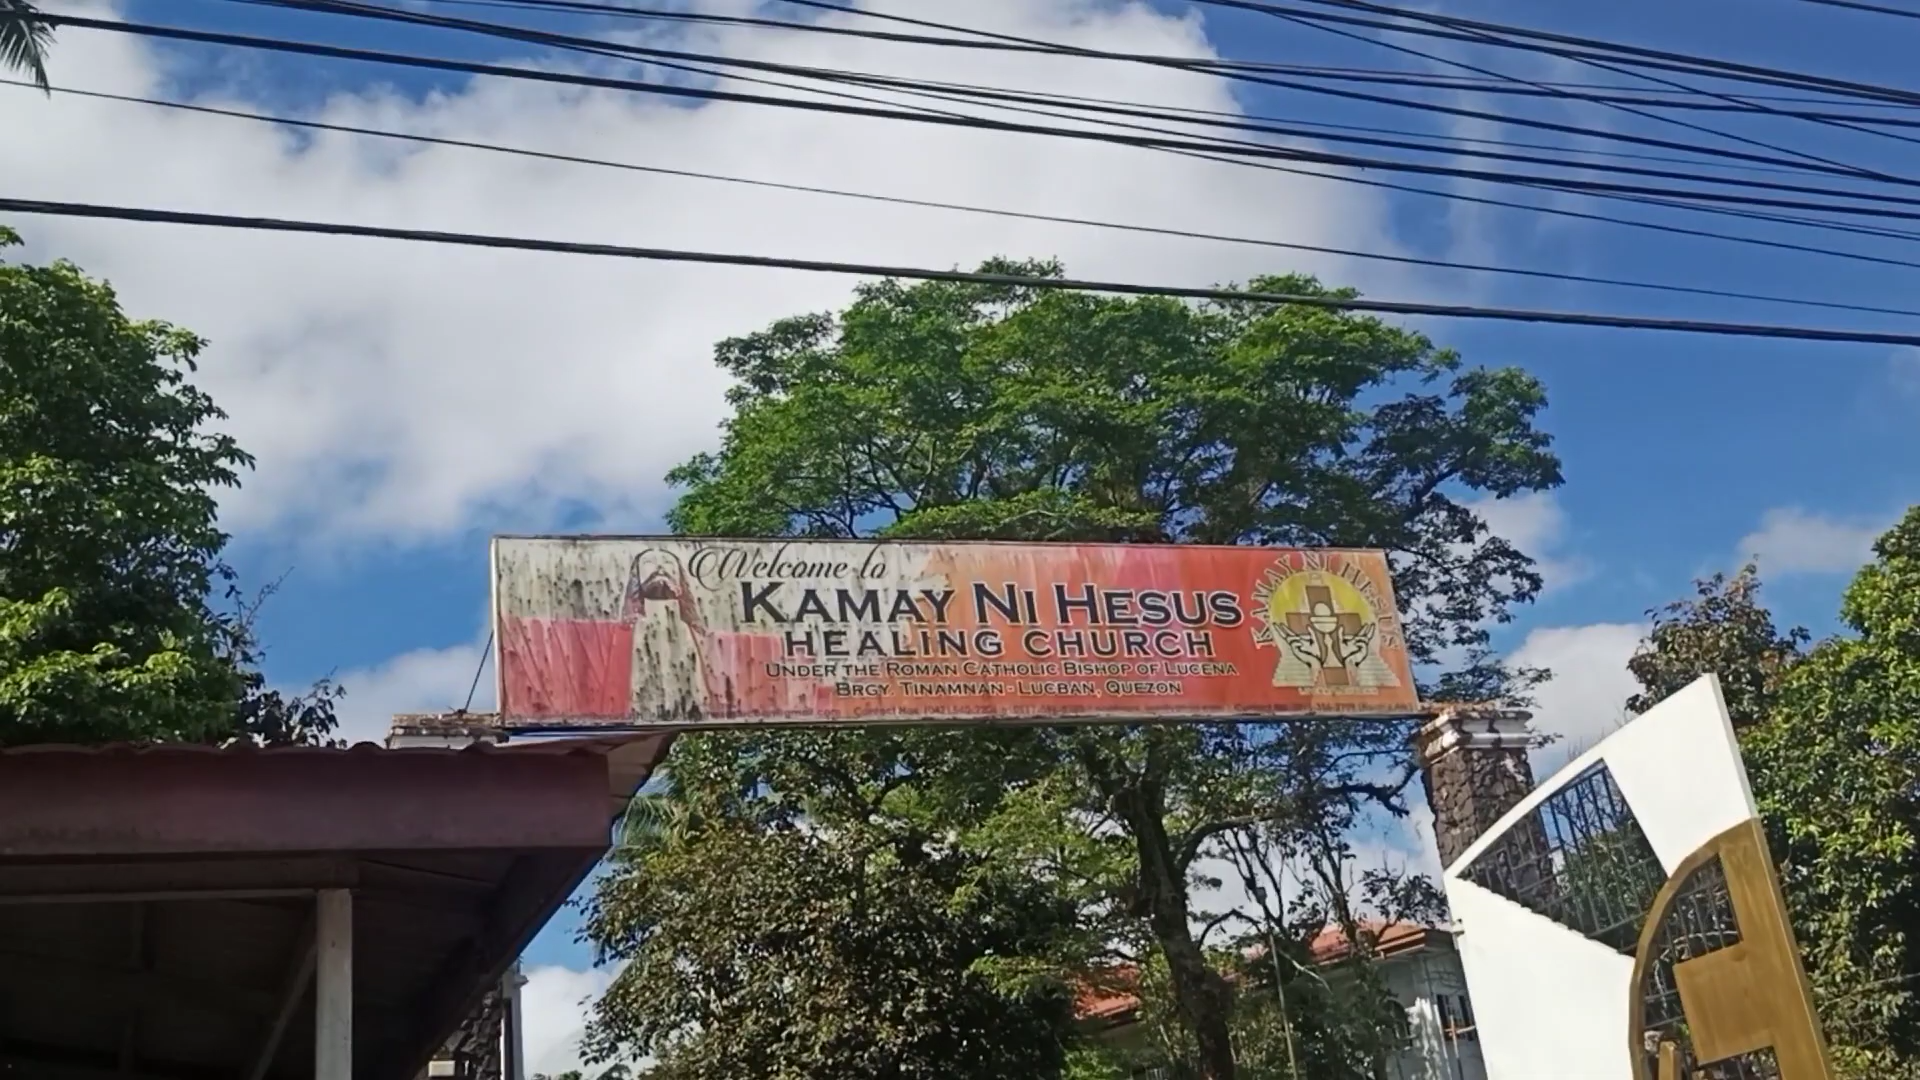 Welcome to
KAMAY NI HESUS
HEALING CHURCH
UNDER THE ROMAN CATHOLIC BISHOP OF LUCENA
BRGY. TINAMNAN - LUCBAN, QUEZON
KAMAY NI HESUS